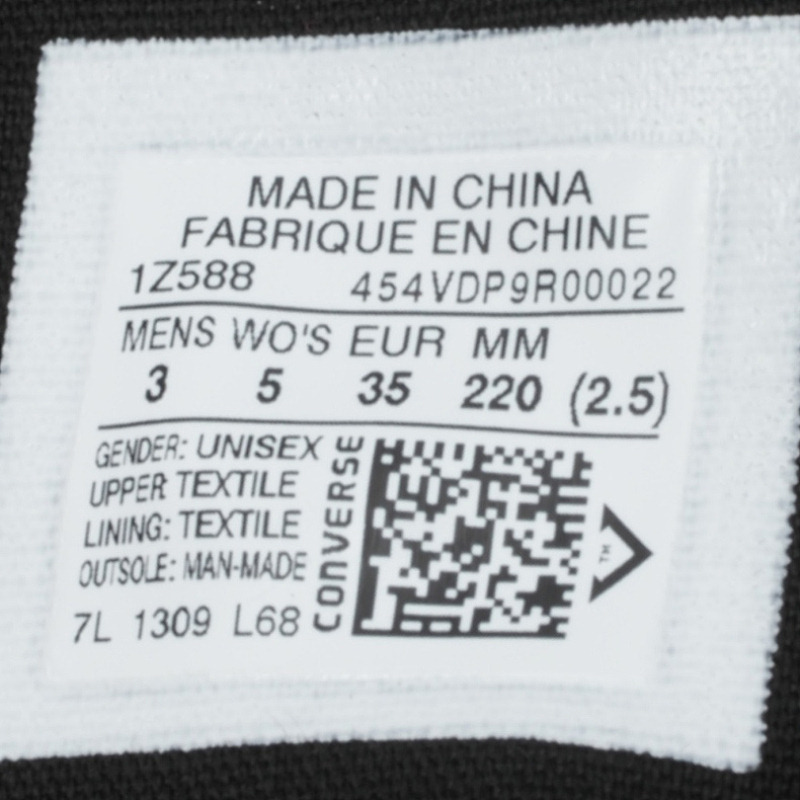 MADE IN CHINA
FABRIQUE EN CHINE
1Z588 454VDP9R00022
MENS WO'S EUR MM
3 5 35 220 (2.5)
GENDER: UNISEX
UPPER TEXTILE
LINING: TEXTILE
OUTSOLE: MAN-MADE
7L 1309 L68
CONVERSE
TM